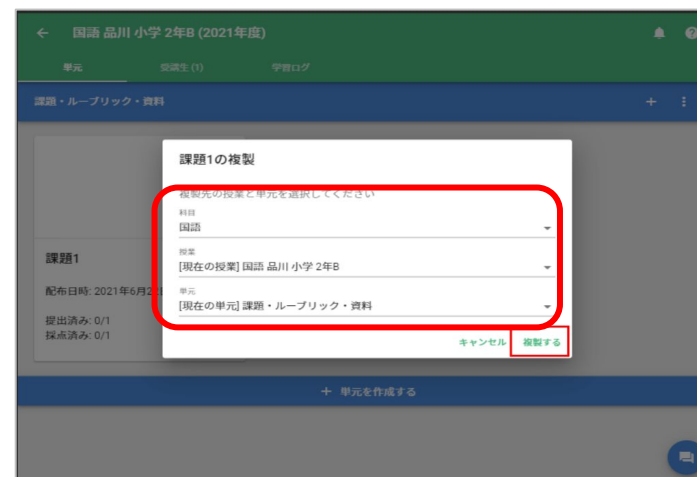 国語 品川 小学 2年B (2021年度)
単元 受講生 (1) 学習ログ
課題・ルーブリック・資料
課題1の複製
複製先の授業と単元を選択してください
科目
国語
授業
[現在の授業] 国語 品川 小学 2年B
単元
[現在の単元] 課題・ルーブリック・資料
キャンセル 複製する
課題1
配布日時: 2021年6月2
提出済み: 0/1
採点済み: 0/1
+ 単元を作成する